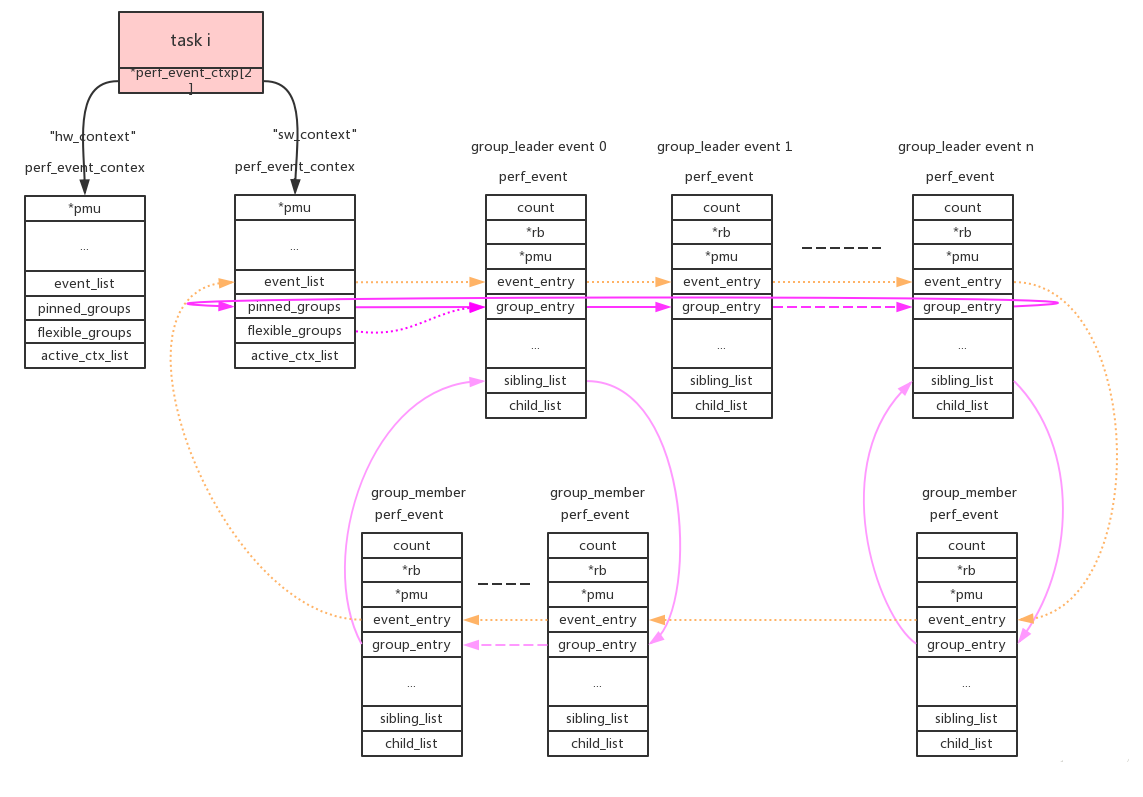 task i
*perf_event_ctxp[2
]
"hw_context"
"sw_context"
perf_event_contex
perf_event_contex
group_leader event 0
group_leader event 1
group_leader event n
perf_event
perf_event
perf_event
*pmu
...
event_list
pinned_groups
flexible_groups
active_ctx_list
*pmu
...
event_list
pinned_groups
flexible_groups
active_ctx_list
count
*rb
*pmu
event_entry
group_entry
...
sibling_list
child_list
count
*rb
*pmu
event_entry
group_entry
...
sibling_list
child_list
count
*rb
*pmu
event_entry
group_entry
...
sibling_list
child_list
group_member
perf_event
count
*rb
*pmu
event_entry
group_entry
...
sibling_list
child_list
group_member
perf_event
count
*rb
*pmu
event_entry
group_entry
...
sibling_list
child_list
group_member
perf_event
count
*rb
*pmu
event_entry
group_entry
...
sibling_list
child_list